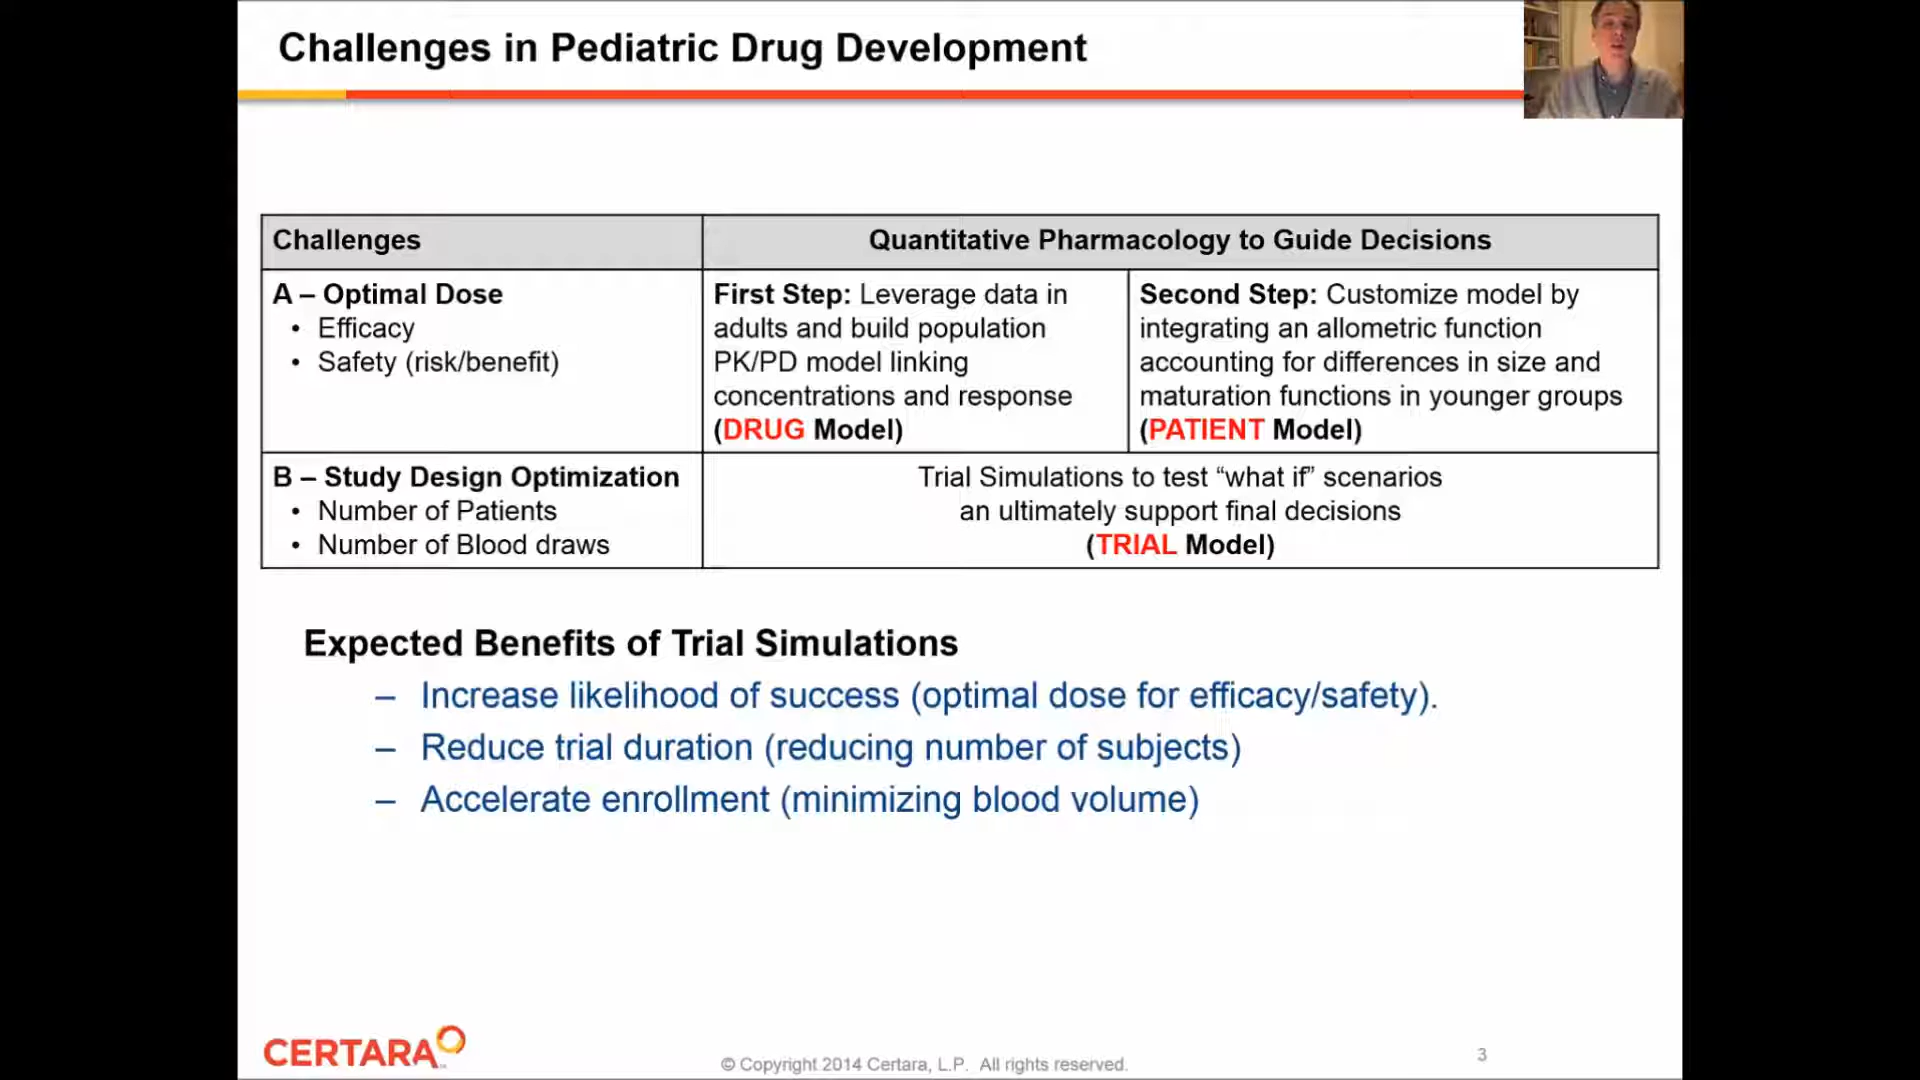 Challenges in Pediatric Drug Development
Challenges
Quantitative Pharmacology to Guide Decisions
A – Optimal Dose
• Efficacy
• Safety (risk/benefit)
First Step: Leverage data in
adults and build population
PK/PD model linking
concentrations and response
(DRUG Model)
Second Step: Customize model by
integrating an allometric function
accounting for differences in size and
maturation functions in younger groups
(PATIENT Model)
B – Study Design Optimization
• Number of Patients
• Number of Blood draws
Trial Simulations to test “what if” scenarios
an ultimately support final decisions
(TRIAL Model)
Expected Benefits of Trial Simulations
– Increase likelihood of success (optimal dose for efficacy/safety).
– Reduce trial duration (reducing number of subjects)
– Accelerate enrollment (minimizing blood volume)
CERTARA
© Copyright 2014 Certara, L.P. All rights reserved.
3